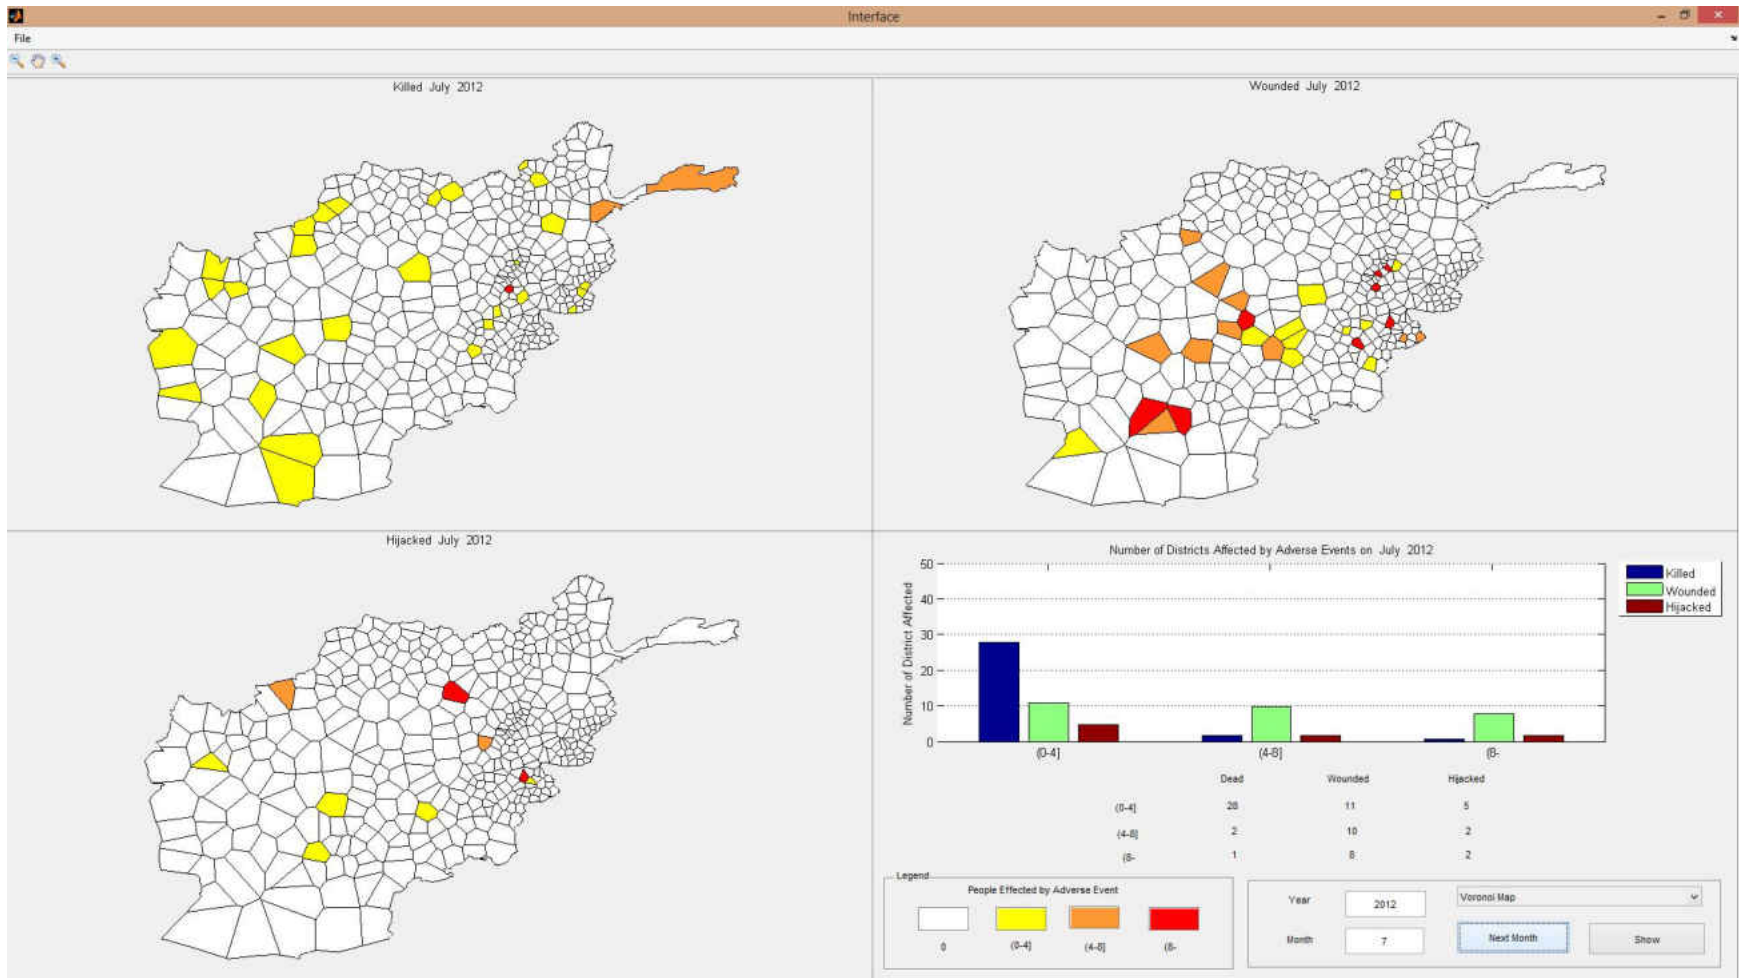 Interface
File
Killed July 2012
Wounded July 2012
Hijacked July 2012
Number of Districts Affected by Adverse Events on July 2012
Number of District Affected
50
40
30
20
10
0
(0-4]
(4-8]
(8-
Killed
Wounded
Hijacked
Dead Wounded Hijacked
(0-4] 28 11 5
(4-8] 2 10 2
(8- 1 8 2
Legend
People Effected by Adverse Event
0 (0-4] (4-8] (8-
Year 2012 Voronoi Map
Month 7 Next Month Show